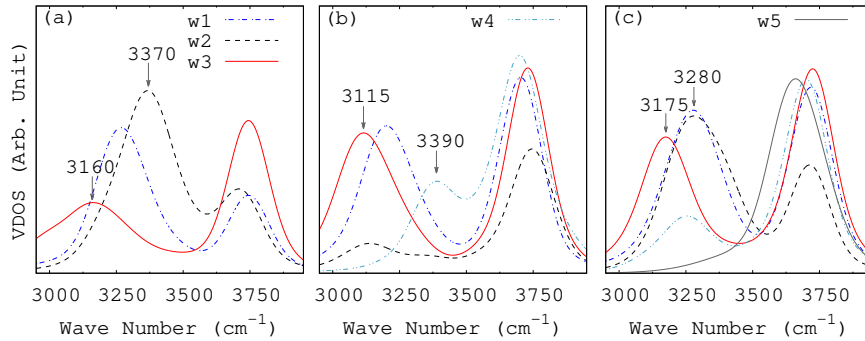 (a)
w1
w2
w3
3370
3160
(b)
w4
3115
3390
(c)
w5
3280
3175
VDOS (Arb. Unit)
3000 3250 3500 3750
3000 3250 3500 3750
3000 3250 3500 3750
Wave Number (cm⁻¹)
Wave Number (cm⁻¹)
Wave Number (cm⁻¹)